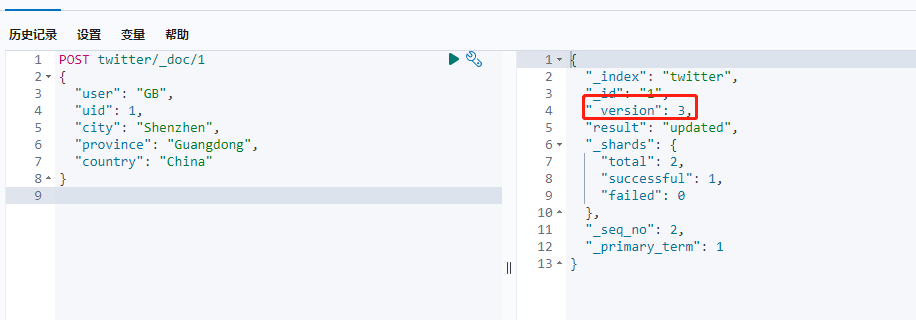 历史记录 设置 变量 帮助
1 POST twitter/_doc/1
2 {
3 "user": "GB",
4 "uid": 1,
5 "city": "Shenzhen",
6 "province": "Guangdong",
7 "country": "China"
8 }
9
1 {
2 "_index": "twitter",
3 "_id": "1",
4 "_version": 3,
5 "result": "updated",
6 "_shards": {
7 "total": 2,
8 "successful": 1,
9 "failed": 0
10 },
11 "_seq_no": 2,
12 "_primary_term": 1
13 }